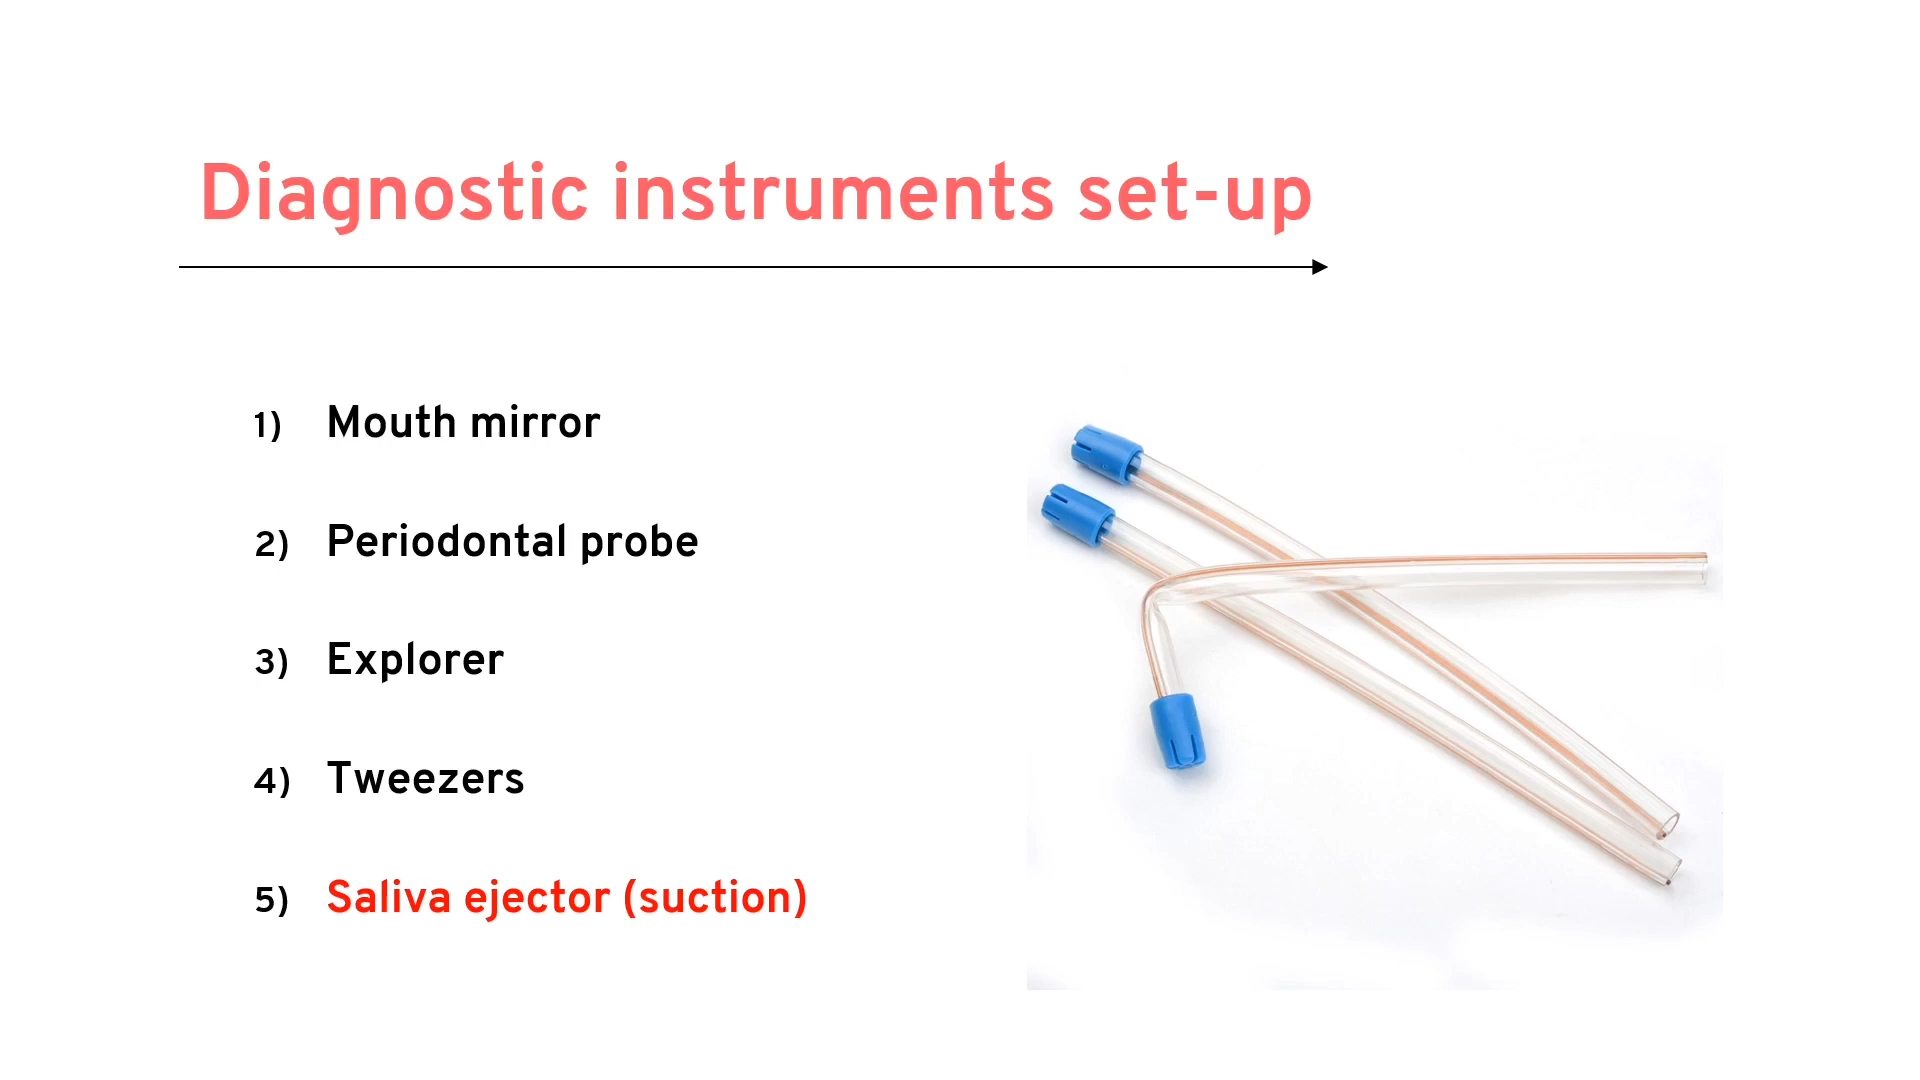 Diagnostic instruments set-up
1) Mouth mirror
2) Periodontal probe
3) Explorer
4) Tweezers
5) Saliva ejector (suction)